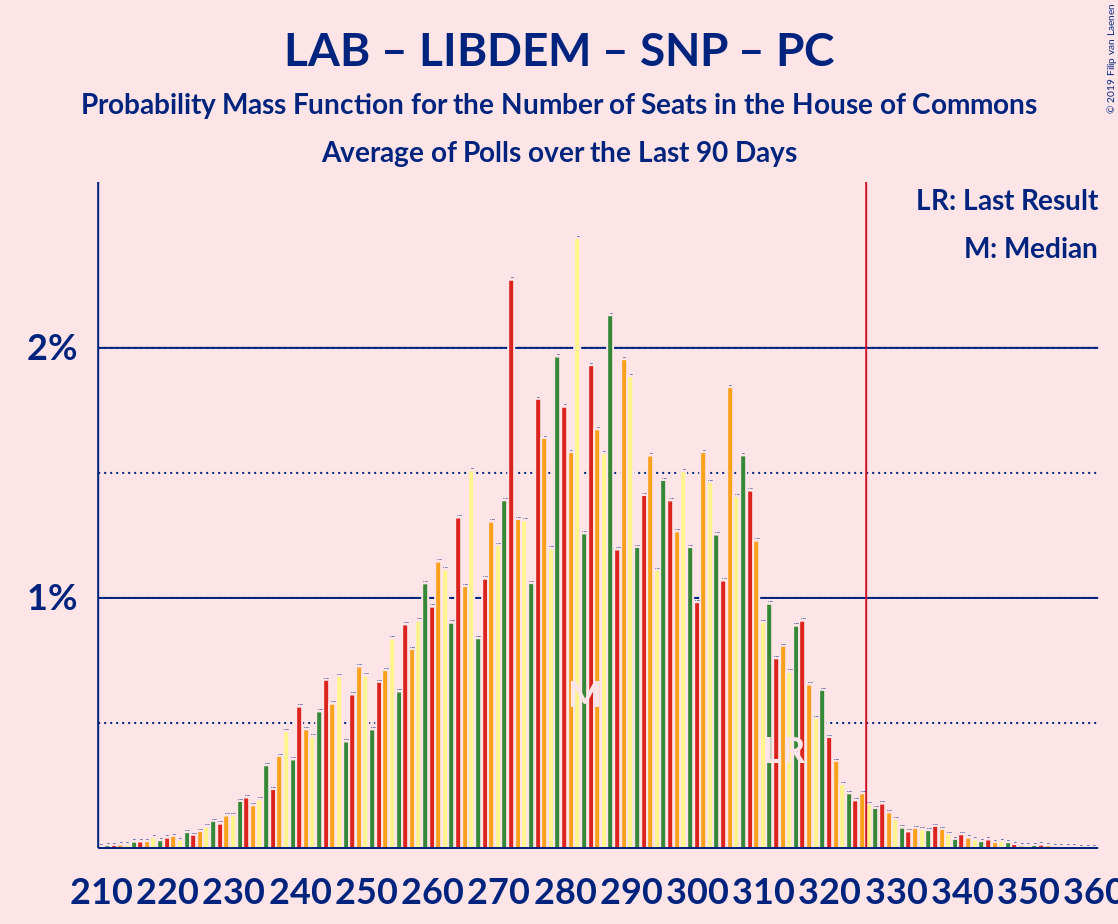 LAB – LIBDEM – SNP – PC
Probability Mass Function for the Number of Seats in the House of Commons
Average of Polls over the Last 90 Days
© 2019 Filip van Laenen
LR: Last Result
M: Median
2%
1%
M
LR
210 220 230 240 250 260 270 280 290 300 310 320 330 340 350 360